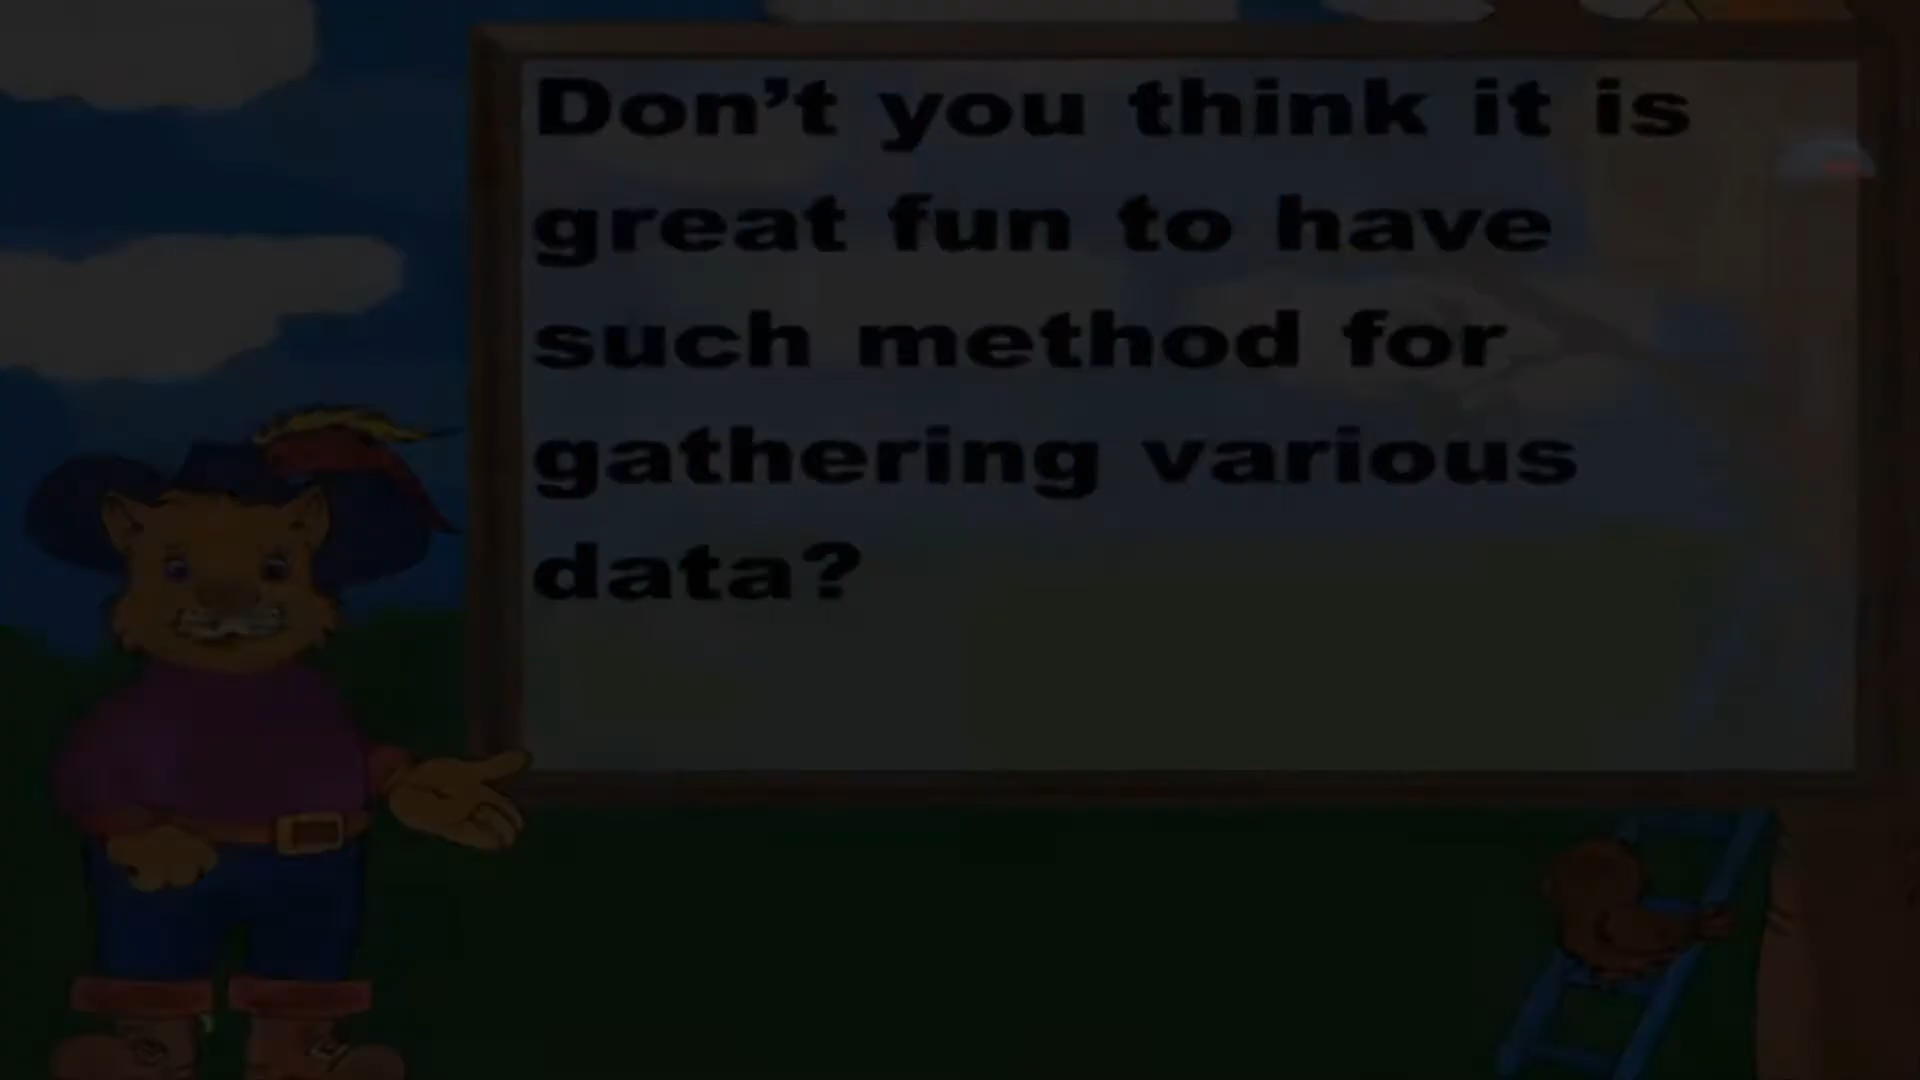 Don't you think it is
great fun to have
such method for
gathering various
data?